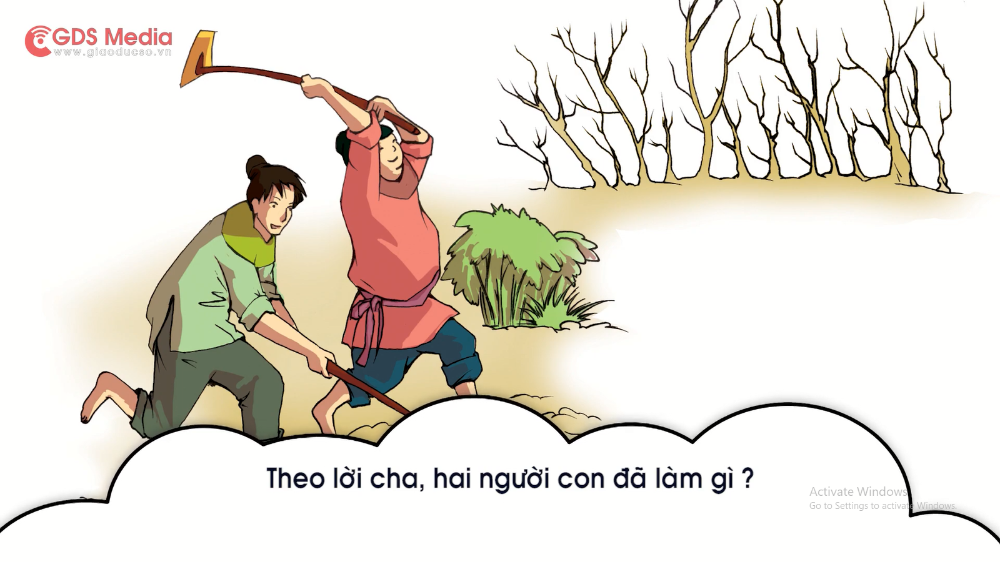 GDS Media
www.giaoducso.vn
Theo lời cha, hai người con đã làm gì ?
Activate Windows
Go to Settings to activate Windows.